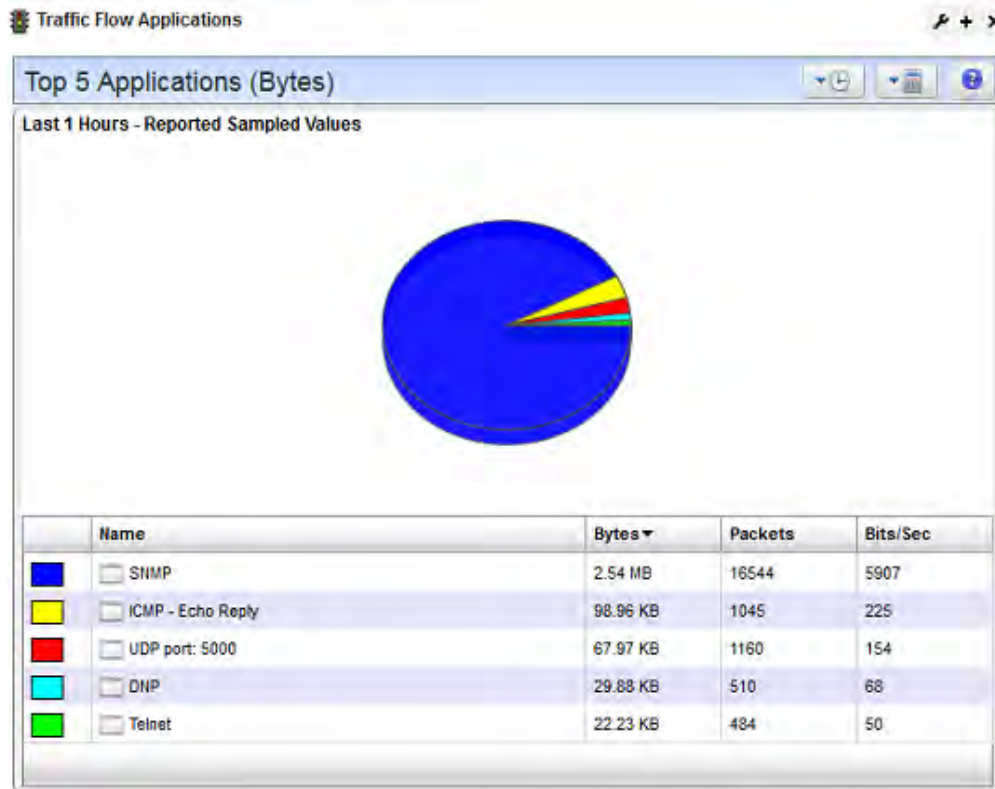 Traffic Flow Applications
Top 5 Applications (Bytes)
Last 1 Hours - Reported Sampled Values
Name Bytes Packets Bits/Sec
SNMP 2.54 MB 16544 5907
ICMP - Echo Reply 98.96 KB 1045 225
UDP port: 5000 67.97 KB 1160 154
DNP 29.88 KB 510 68
Telnet 22.23 KB 484 50